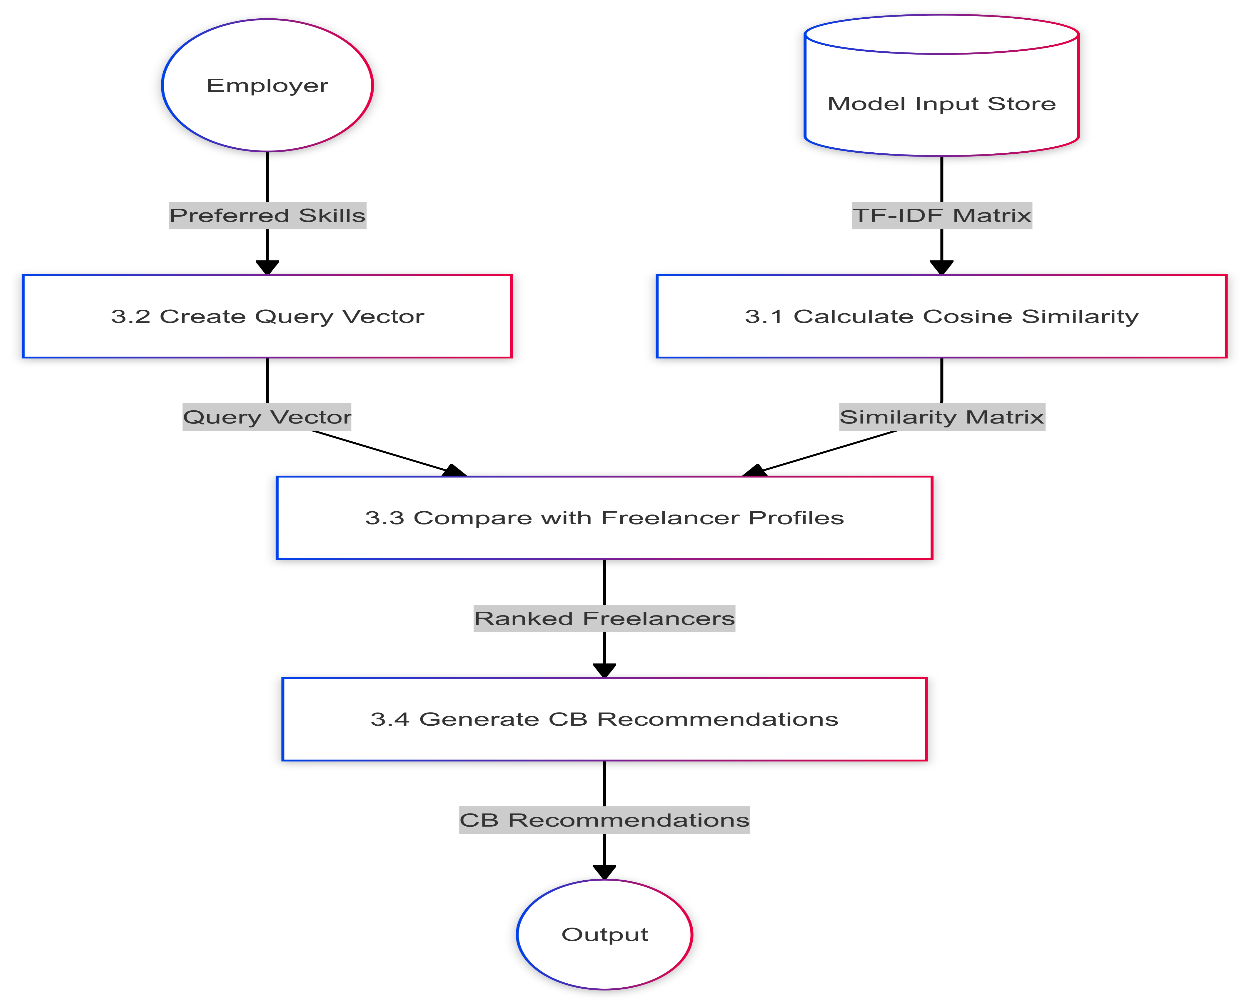 Employer
Model Input Store
Preferred Skills
TF-IDF Matrix
3.2 Create Query Vector
3.1 Calculate Cosine Similarity
Query Vector
Similarity Matrix
3.3 Compare with Freelancer Profiles
Ranked Freelancers
3.4 Generate CB Recommendations
CB Recommendations
Output